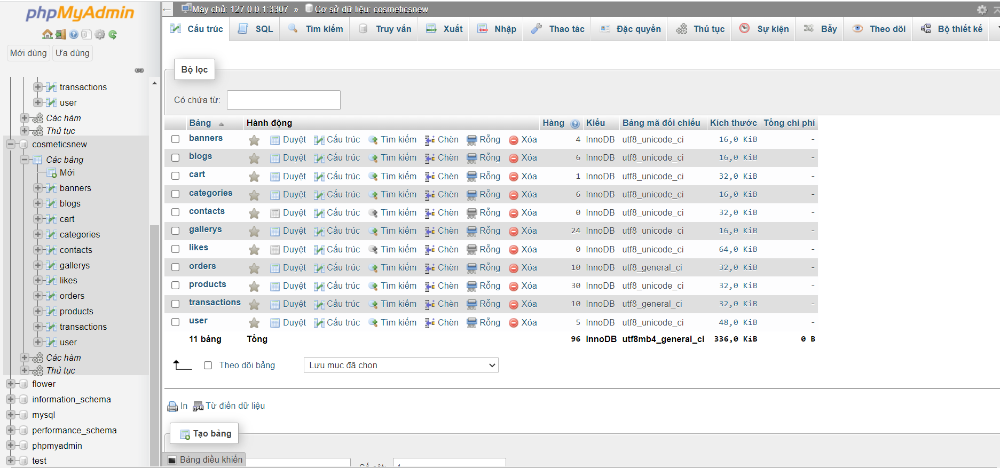 phpMyAdmin
Mới dùng Ưa dùng
transactions
user
Các hàm
Thủ tục
cosmeticsnew
Các bảng
Mới
banners
blogs
cart
categories
contacts
gallerys
likes
orders
products
transactions
user
Các hàm
Thủ tục
flower
information_schema
mysql
performance_schema
phpmyadmin
test
Máy chủ: 127.0.0.1:3307 » Cơ sở dữ liệu: cosmeticsnew
Cấu trúc SQL Tìm kiếm Truy vấn Xuất Nhập Thao tác Đặc quyền Thủ tục Sự kiện Bẫy Theo dõi Bộ thiết kế
Bộ lọc
Có chứa từ:
Bảng Hành động Hàng Kiểu Bảng mã đối chiếu Kích thước Tổng chi phí
banners Duyệt Cấu trúc Tìm kiếm Chèn Rỗng Xóa 4 InnoDB utf8_unicode_ci 16,0 KiB -
blogs Duyệt Cấu trúc Tìm kiếm Chèn Rỗng Xóa 6 InnoDB utf8_unicode_ci 16,0 KiB -
cart Duyệt Cấu trúc Tìm kiếm Chèn Rỗng Xóa 1 InnoDB utf8_unicode_ci 32,0 KiB -
categories Duyệt Cấu trúc Tìm kiếm Chèn Rỗng Xóa 6 InnoDB utf8_unicode_ci 16,0 KiB -
contacts Duyệt Cấu trúc Tìm kiếm Chèn Rỗng Xóa 0 InnoDB utf8_unicode_ci 32,0 KiB -
gallerys Duyệt Cấu trúc Tìm kiếm Chèn Rỗng Xóa 24 InnoDB utf8_unicode_ci 16,0 KiB -
likes Duyệt Cấu trúc Tìm kiếm Chèn Rỗng Xóa 0 InnoDB utf8_unicode_ci 64,0 KiB -
orders Duyệt Cấu trúc Tìm kiếm Chèn Rỗng Xóa 10 InnoDB utf8_general_ci 32,0 KiB -
products Duyệt Cấu trúc Tìm kiếm Chèn Rỗng Xóa 30 InnoDB utf8_unicode_ci 32,0 KiB -
transactions Duyệt Cấu trúc Tìm kiếm Chèn Rỗng Xóa 10 InnoDB utf8_general_ci 32,0 KiB -
user Duyệt Cấu trúc Tìm kiếm Chèn Rỗng Xóa 5 InnoDB utf8_unicode_ci 48,0 KiB -
11 bảng Tổng 96 InnoDB utf8mb4_general_ci 336,0 KiB 0 B
Theo dõi bảng Lưu mục đã chọn
In Từ điển dữ liệu
Tạo bảng
Bảng điều khiển